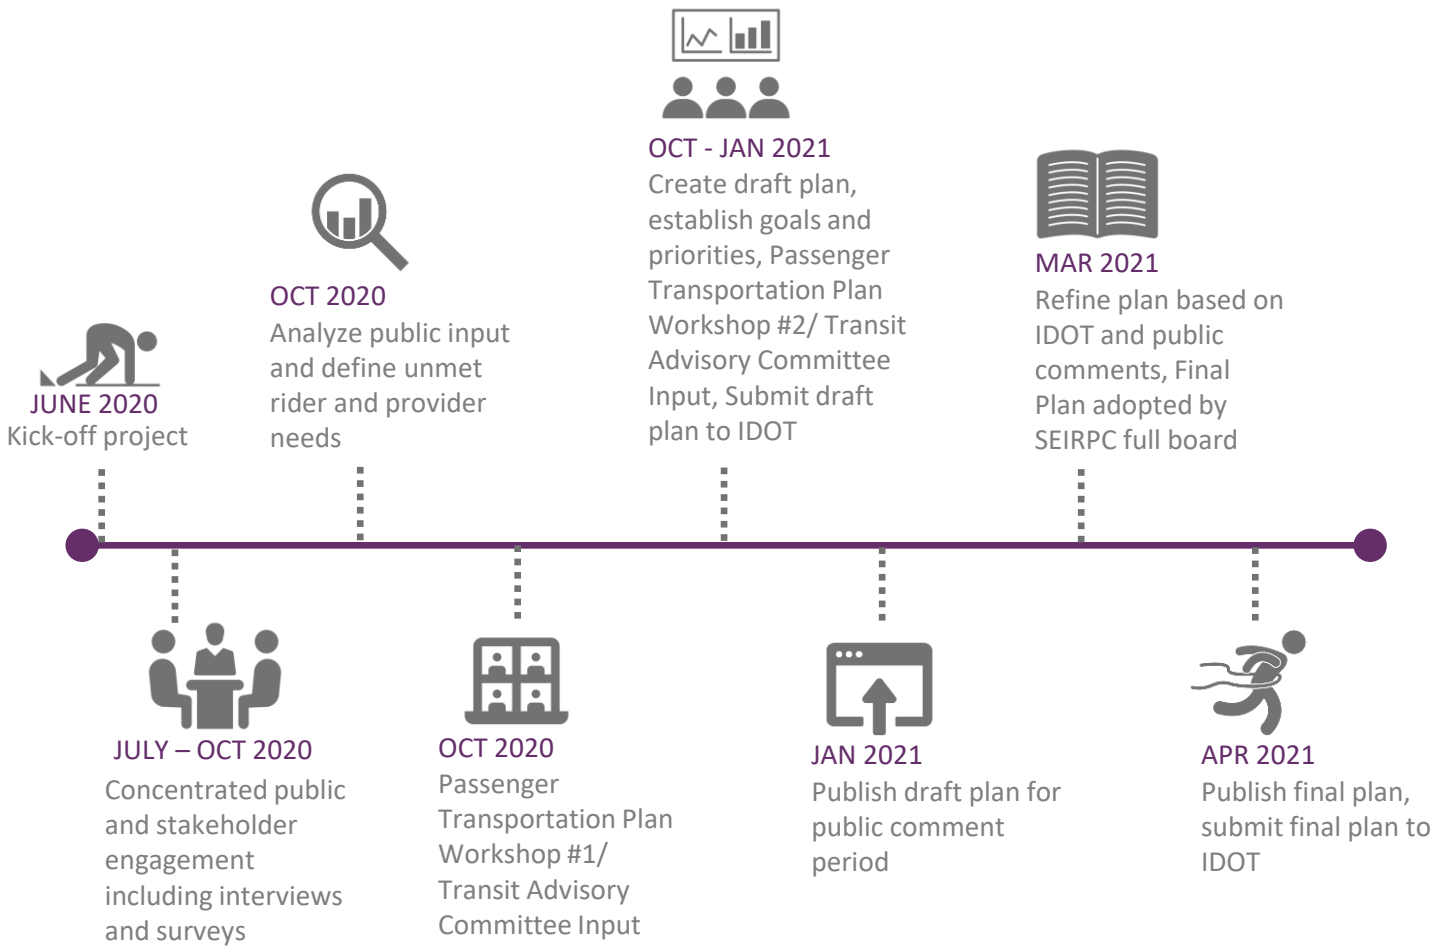 JUNE 2020
Kick-off project
JULY – OCT 2020
Concentrated public
and stakeholder
engagement
including interviews
and surveys
OCT 2020
Analyze public input
and define unmet
rider and provider
needs
OCT 2020
Passenger
Transportation Plan
Workshop #1/
Transit Advisory
Committee Input
OCT - JAN 2021
Create draft plan,
establish goals and
priorities, Passenger
Transportation Plan
Workshop #2/ Transit
Advisory Committee
Input, Submit draft
plan to IDOT
JAN 2021
Publish draft plan for
public comment
period
MAR 2021
Refine plan based on
IDOT and public
comments, Final
Plan adopted by
SEIRPC full board
APR 2021
Publish final plan,
submit final plan to
IDOT